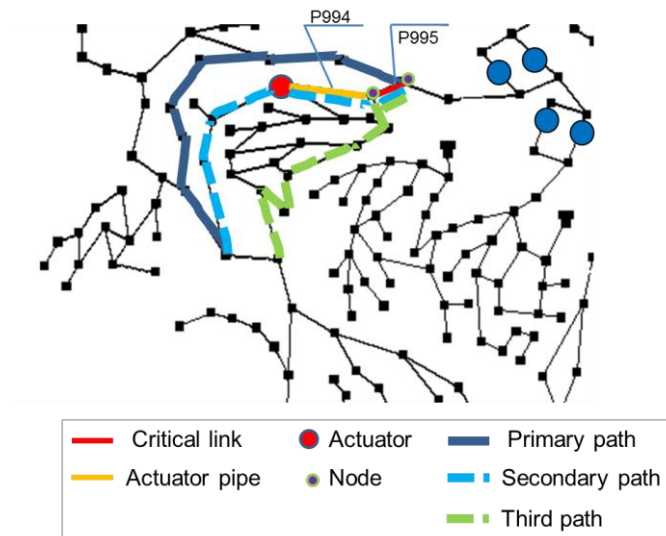 P994
P995
Critical link
Actuator
Primary path
Actuator pipe
Node
Secondary path
Third path